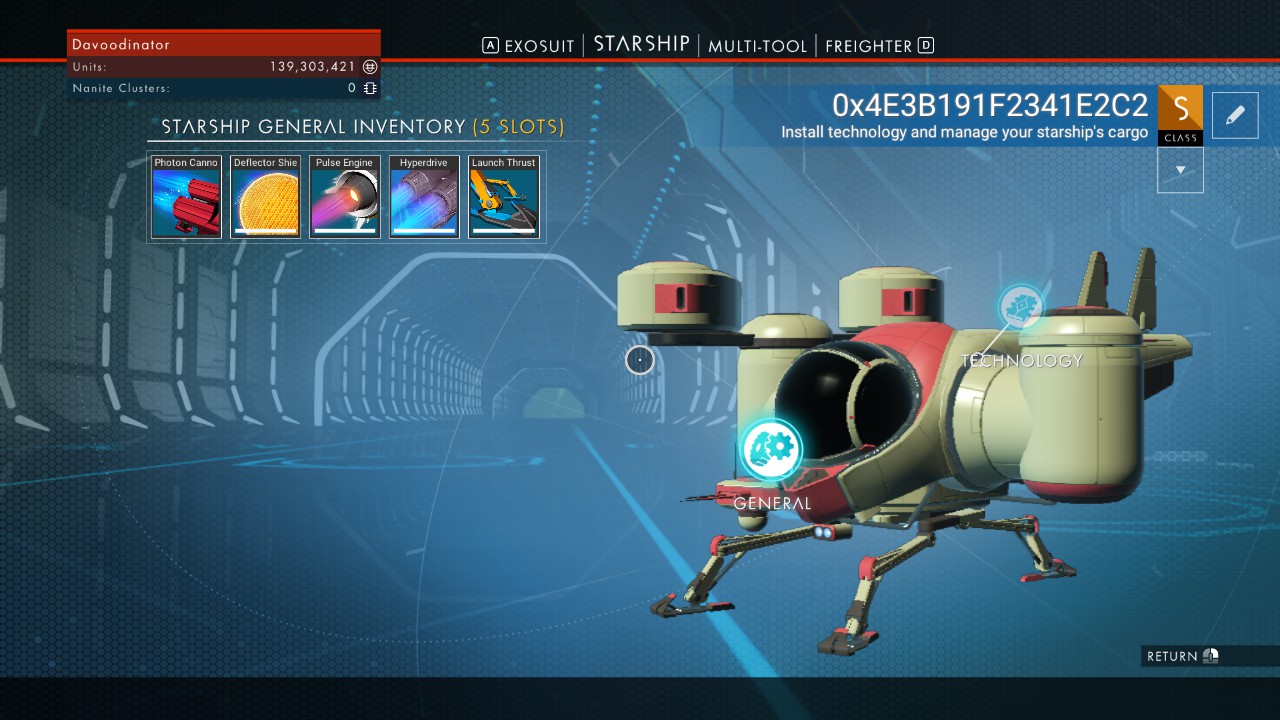 Davoodinator
Units: 139,303,421
Nanite Clusters: 0
A EXOSUIT STARSHIP MULTI-TOOL FREIGHTER D
0x4E3B191F2341E2C2
Install technology and manage your starship's cargo
S
CLASS
STARSHIP GENERAL INVENTORY (5 SLOTS)
Photon Canno Deflector Shie Pulse Engine Hyperdrive Launch Thrust
TECHNOLOGY
GENERAL
RETURN